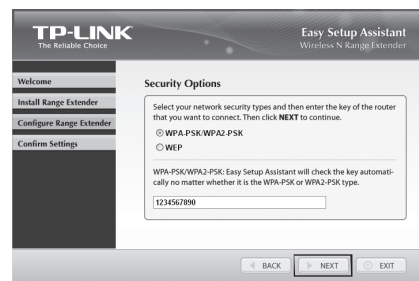 TP-LINK
The Reliable Choice
Easy Setup Assistant
Wireless N Range Extender
Welcome
Install Range Extender
Configure Range Extender
Confirm Settings
Security Options
Select your network security types and then enter the key of the router
that you want to connect. Then click NEXT to continue.
WPA-PSK/WPA2-PSK
WEP
WPA-PSK/WPA2-PSK: Easy Setup Assistant will check the key automati-
cally no matter whether it is the WPA-PSK or WPA2-PSK type.
1234567890
BACK
NEXT
EXIT